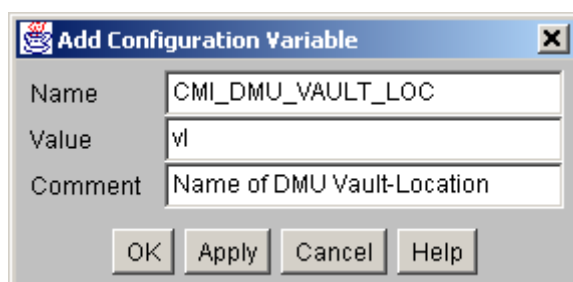 Add Configuration Variable
Name CMI_DMU_VAULT_LOC
Value vl
Comment Name of DMU Vault-Location
OK Apply Cancel Help